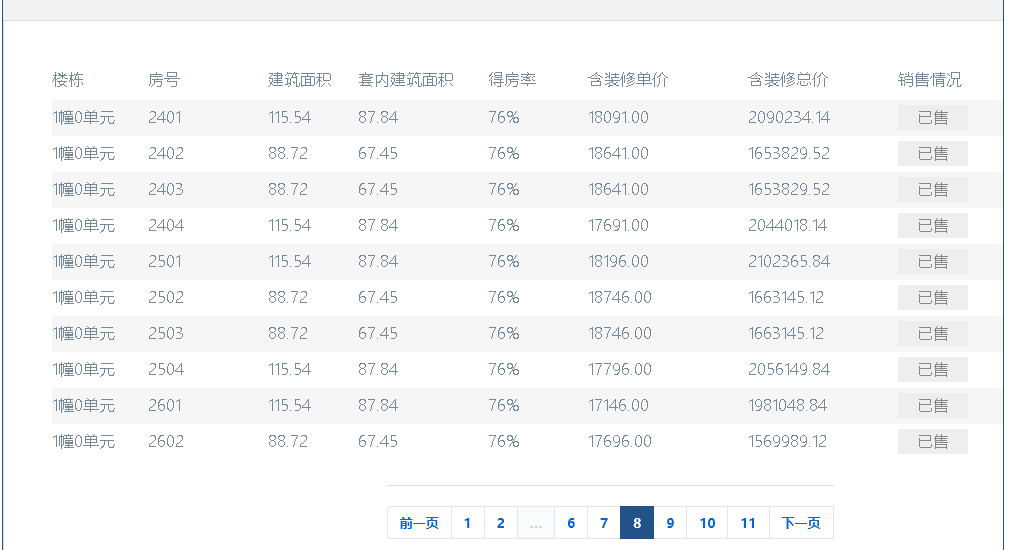 楼栋 房号 建筑面积 套内建筑面积 得房率 含装修单价 含装修总价 销售情况
1幢0单元 2401 115.54 87.84 76% 18091.00 2090234.14 已售
1幢0单元 2402 88.72 67.45 76% 18641.00 1653829.52 已售
1幢0单元 2403 88.72 67.45 76% 18641.00 1653829.52 已售
1幢0单元 2404 115.54 87.84 76% 17691.00 2044018.14 已售
1幢0单元 2501 115.54 87.84 76% 18196.00 2102365.84 已售
1幢0单元 2502 88.72 67.45 76% 18746.00 1663145.12 已售
1幢0单元 2503 88.72 67.45 76% 18746.00 1663145.12 已售
1幢0单元 2504 115.54 87.84 76% 17796.00 2056149.84 已售
1幢0单元 2601 115.54 87.84 76% 17146.00 1981048.84 已售
1幢0单元 2602 88.72 67.45 76% 17696.00 1569989.12 已售
前一页 1 2 ... 6 7 8 9 10 11 下一页